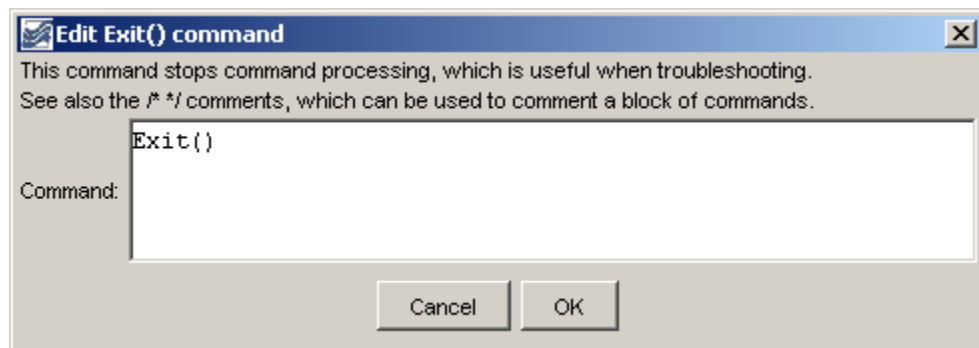 Edit Exit() command
This command stops command processing, which is useful when troubleshooting.
See also the /* */ comments, which can be used to comment a block of commands.
Command:
Exit()
Cancel
OK